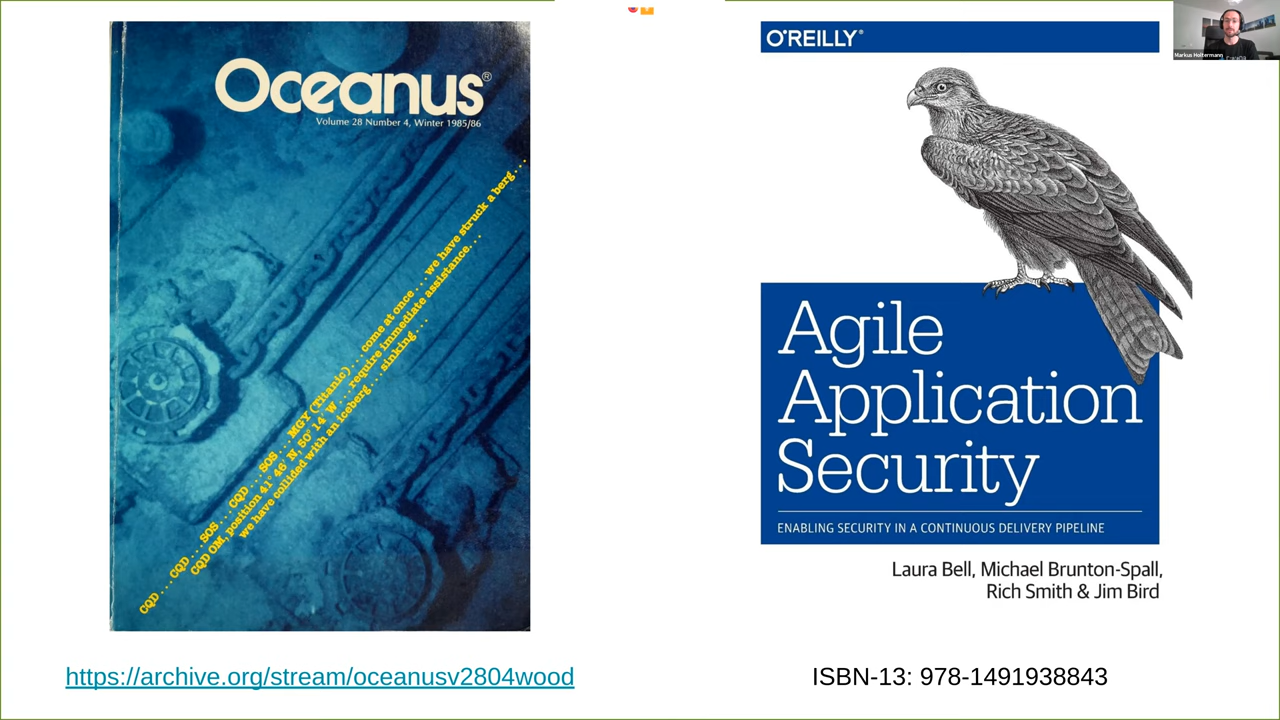 Oceanus®
Volume 28 Number 4, Winter 1985/86
CQD . . . CQD . . . SOS . . . CQD . . . SOS . . . MGY (Titanic). . . come at once . . . we have struck a berg . . .
CQD OM, position 41° 46' N, 50° 14' W . . . require immediate assistance. . .
we have collided with an iceberg . . . sinking. . .
https://archive.org/stream/oceanusv2804wood
O'REILLY®
Agile
Application
Security
ENABLING SECURITY IN A CONTINUOUS DELIVERY PIPELINE
Laura Bell, Michael Brunton-Spall,
Rich Smith & Jim Bird
ISBN-13: 978-1491938843
Markus Holtermann